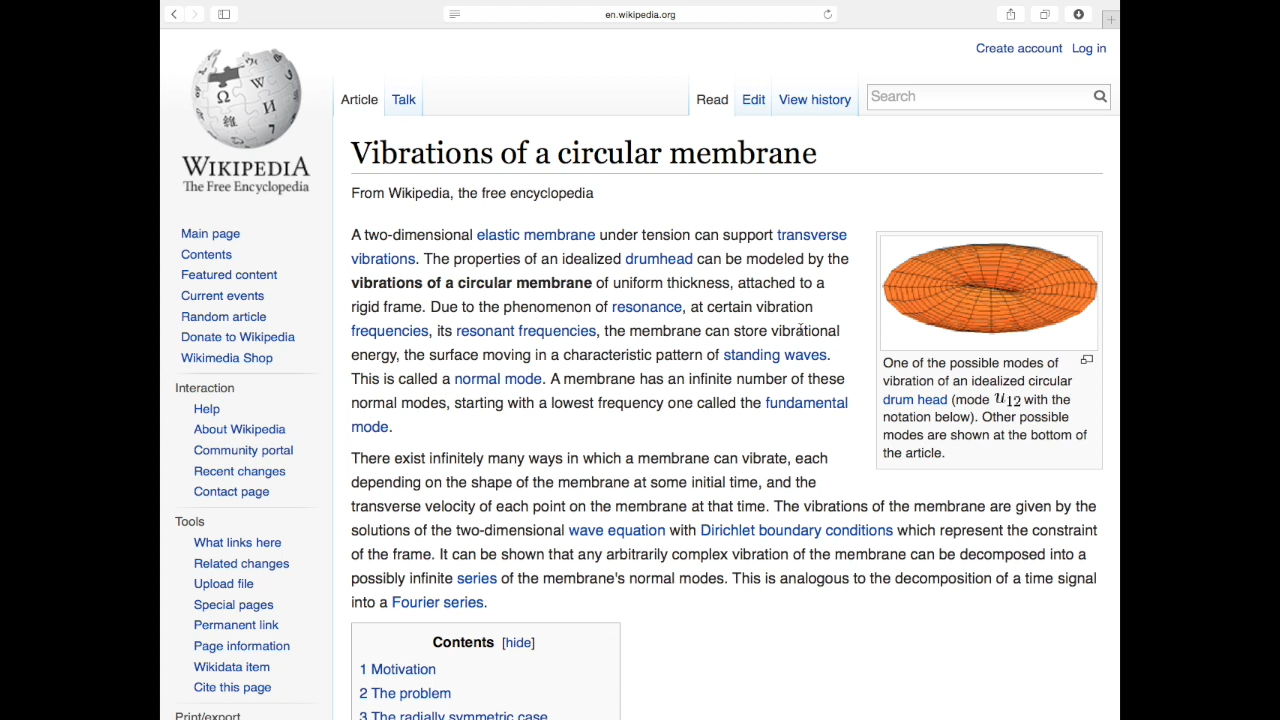 en.wikipedia.org
Create account Log in
Article Talk Read Edit View history Search
WIKIPEDIA
The Free Encyclopedia
Main page
Contents
Featured content
Current events
Random article
Donate to Wikipedia
Wikimedia Shop
Interaction
Help
About Wikipedia
Community portal
Recent changes
Contact page
Tools
What links here
Related changes
Upload file
Special pages
Permanent link
Page information
Wikidata item
Cite this page
Print/export
Vibrations of a circular membrane
From Wikipedia, the free encyclopedia
A two-dimensional elastic membrane under tension can support transverse
vibrations. The properties of an idealized drumhead can be modeled by the
vibrations of a circular membrane of uniform thickness, attached to a
rigid frame. Due to the phenomenon of resonance, at certain vibration
frequencies, its resonant frequencies, the membrane can store vibrational
energy, the surface moving in a characteristic pattern of standing waves.
This is called a normal mode. A membrane has an infinite number of these
normal modes, starting with a lowest frequency one called the fundamental
mode.
One of the possible modes of
vibration of an idealized circular
drum head (mode u12 with the
notation below). Other possible
modes are shown at the bottom of
the article.
There exist infinitely many ways in which a membrane can vibrate, each
depending on the shape of the membrane at some initial time, and the
transverse velocity of each point on the membrane at that time. The vibrations of the membrane are given by the
solutions of the two-dimensional wave equation with Dirichlet boundary conditions which represent the constraint
of the frame. It can be shown that any arbitrarily complex vibration of the membrane can be decomposed into a
possibly infinite series of the membrane's normal modes. This is analogous to the decomposition of a time signal
into a Fourier series.
Contents [hide]
1 Motivation
2 The problem
3 The radially symmetric case